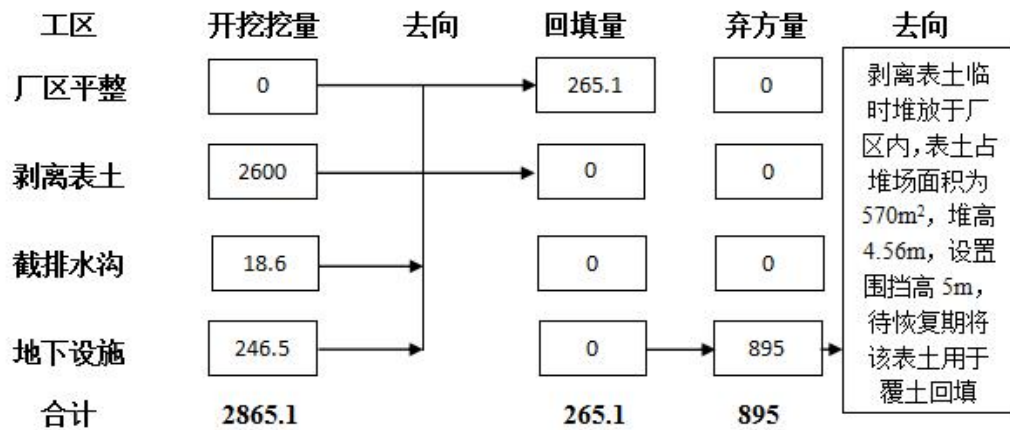 工区 开挖挖量 去向 回填量 弃方量 去向
厂区平整 0 265.1 0
剥离表土 2600 0 0
截排水沟 18.6 0 0
地下设施 246.5 0 895
合计 2865.1 265.1 895
剥离表土临
时堆放于厂
区内，表土占
堆场面积为
570m²，堆高
4.56m，设置
围挡高 5m，
待恢复期将
该表土用于
覆土回填